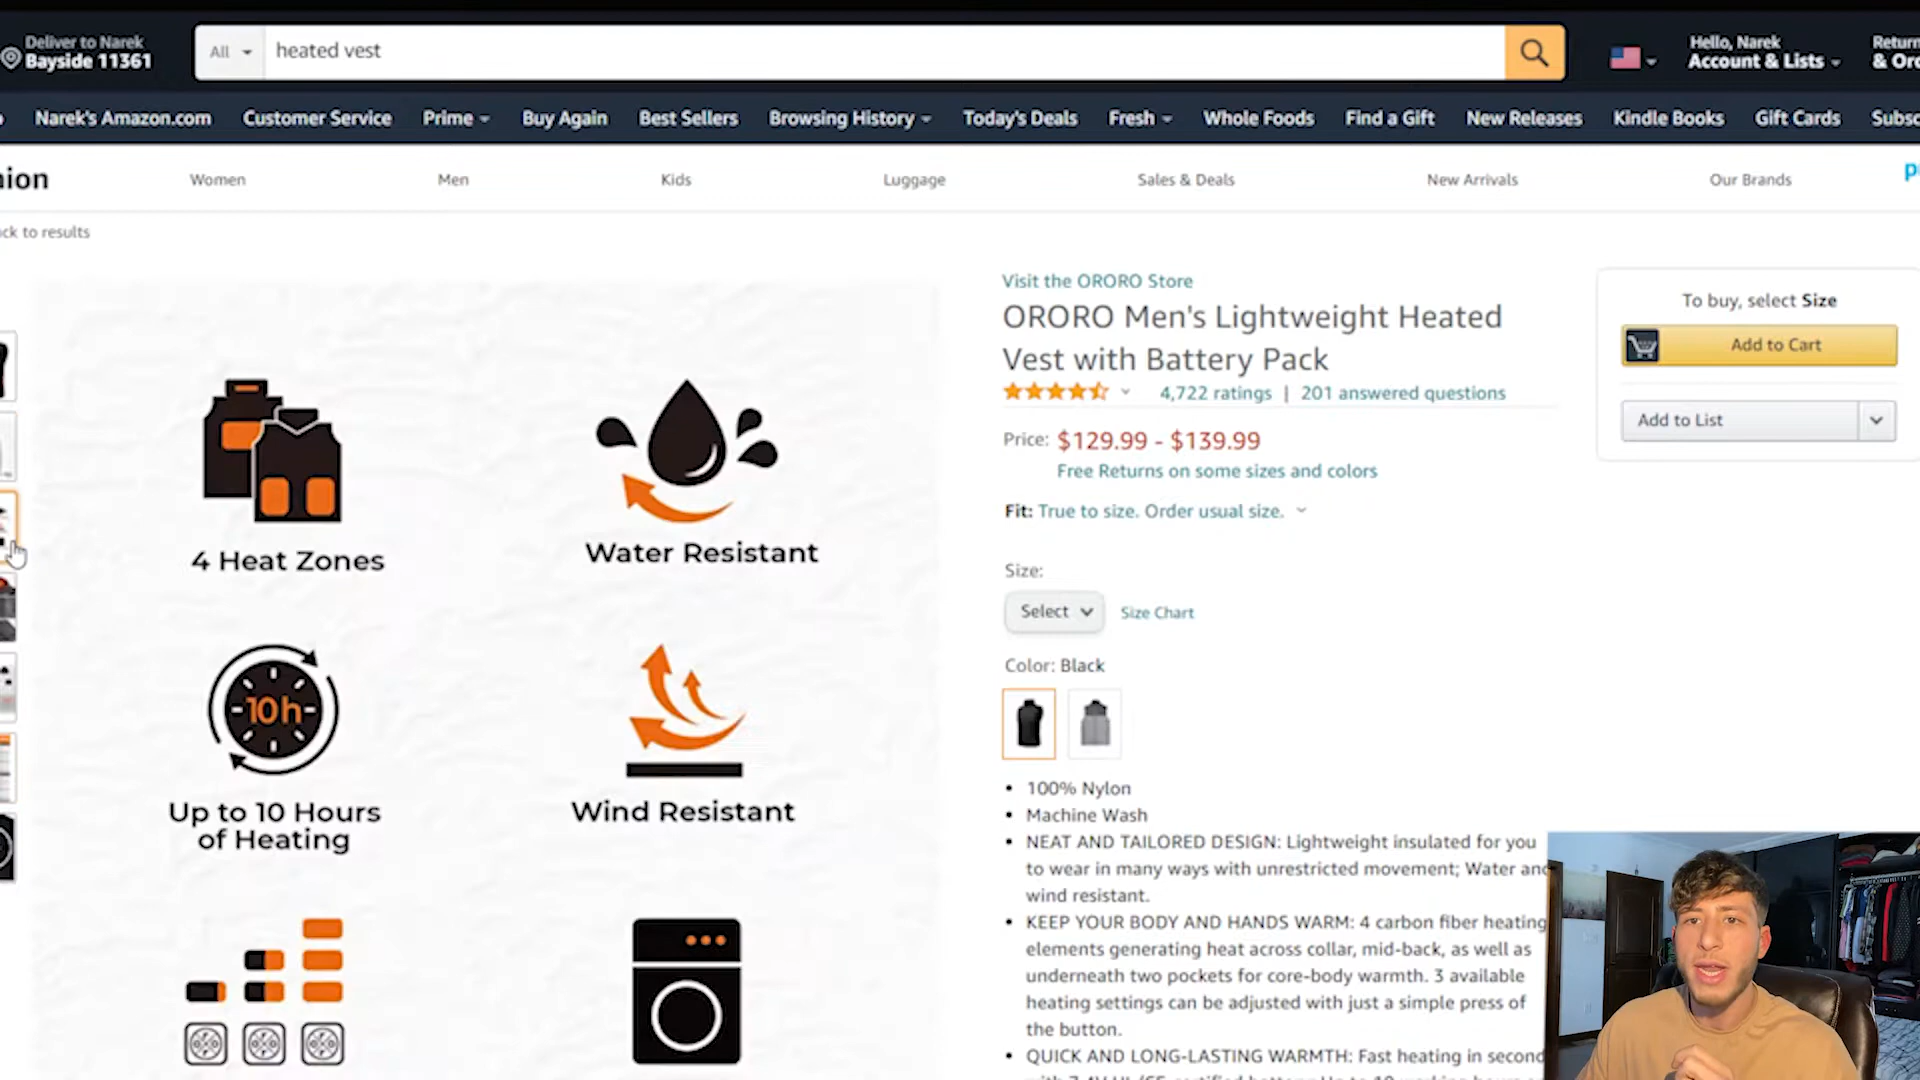 Deliver to Narek
Bayside 11361
All
heated vest
Hello, Narek
Account & Lists
Narek's Amazon.com
Customer Service
Prime
Buy Again
Best Sellers
Browsing History
Today's Deals
Fresh
Whole Foods
Find a Gift
New Releases
Kindle Books
Gift Cards
Women
Men
Kids
Luggage
Sales & Deals
New Arrivals
Our Brands
to results
Visit the ORORO Store
ORORO Men's Lightweight Heated
Vest with Battery Pack
4,722 ratings | 201 answered questions
Price: $129.99 - $139.99
Free Returns on some sizes and colors
Fit: True to size. Order usual size.
Size:
Select
Size Chart
Color: Black
• 100% Nylon
• Machine Wash
• NEAT AND TAILORED DESIGN: Lightweight insulated for you
to wear in many ways with unrestricted movement; Water and
wind resistant.
• KEEP YOUR BODY AND HANDS WARM: 4 carbon fiber heating
elements generating heat across collar, mid-back, as well as
underneath two pockets for core-body warmth. 3 available
heating settings can be adjusted with just a simple press of
the button.
• QUICK AND LONG-LASTING WARMTH: Fast heating in second
To buy, select Size
Add to Cart
Add to List
4 Heat Zones
Water Resistant
10h
Up to 10 Hours
of Heating
Wind Resistant